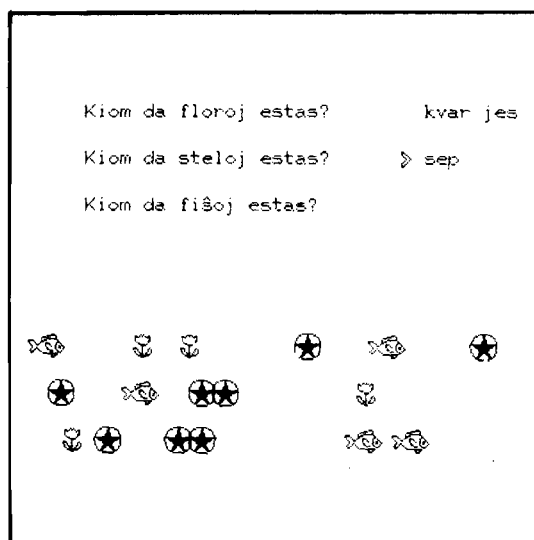 Kiom da floroj estas? kvar jes
Kiom da steloj estas? > sep
Kiom da fiŝoj estas?